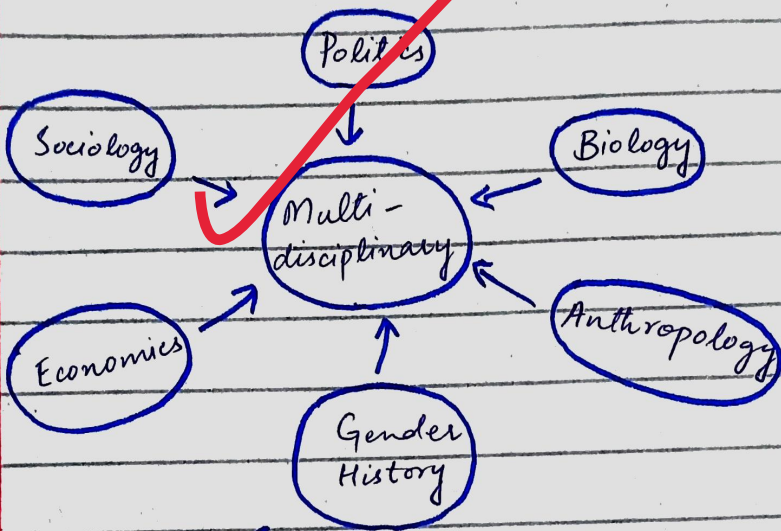 Politics
Sociology
Biology
Multi-
disciplinary
Economics
Anthropology
Gender
History